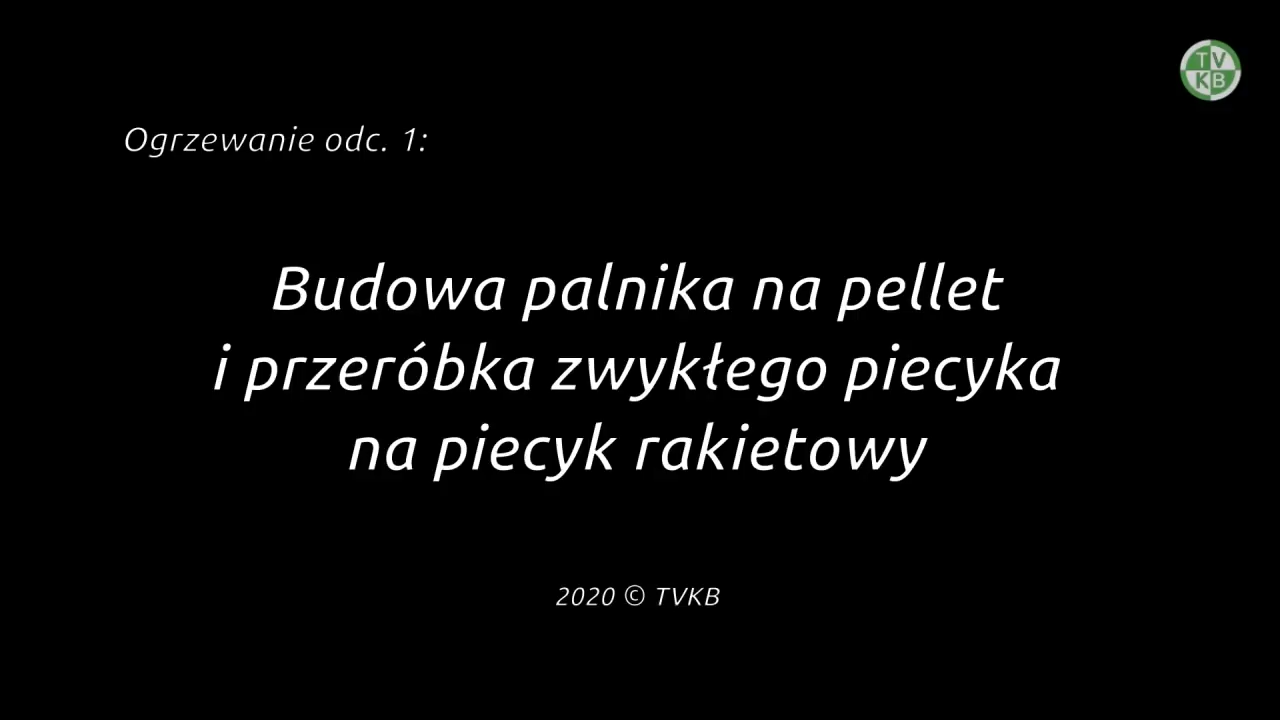 TV
KB
Ogrzewanie odc. 1:
Budowa palnika na pellet
i przeróbka zwykłego piecyka
na piecyk rakietowy
2020 © TVKB